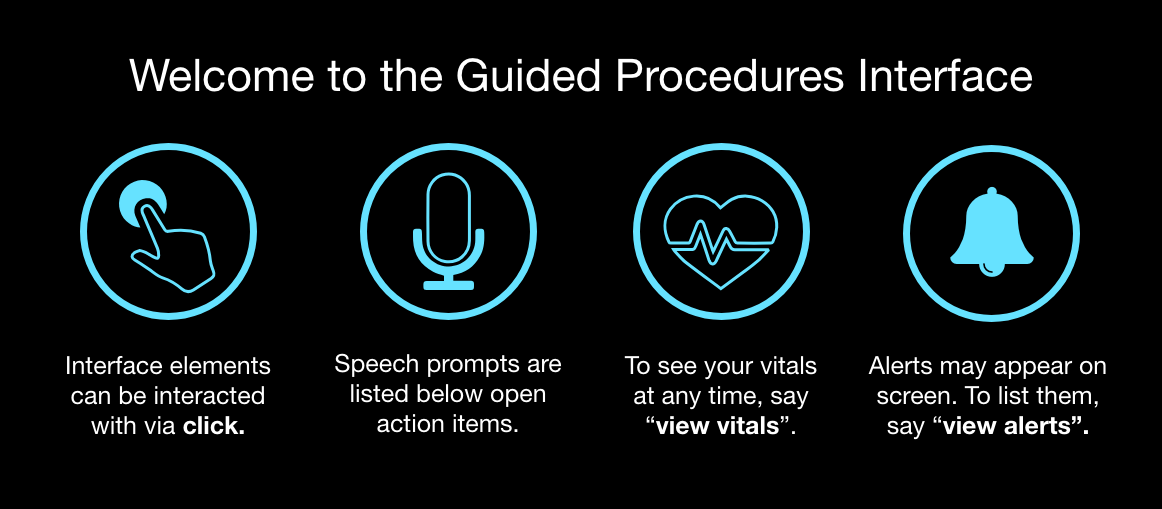 Welcome to the Guided Procedures Interface
Interface elements
can be interacted
with via click.
Speech prompts are
listed below open
action items.
To see your vitals
at any time, say
“view vitals”.
Alerts may appear on
screen. To list them,
say “view alerts”.